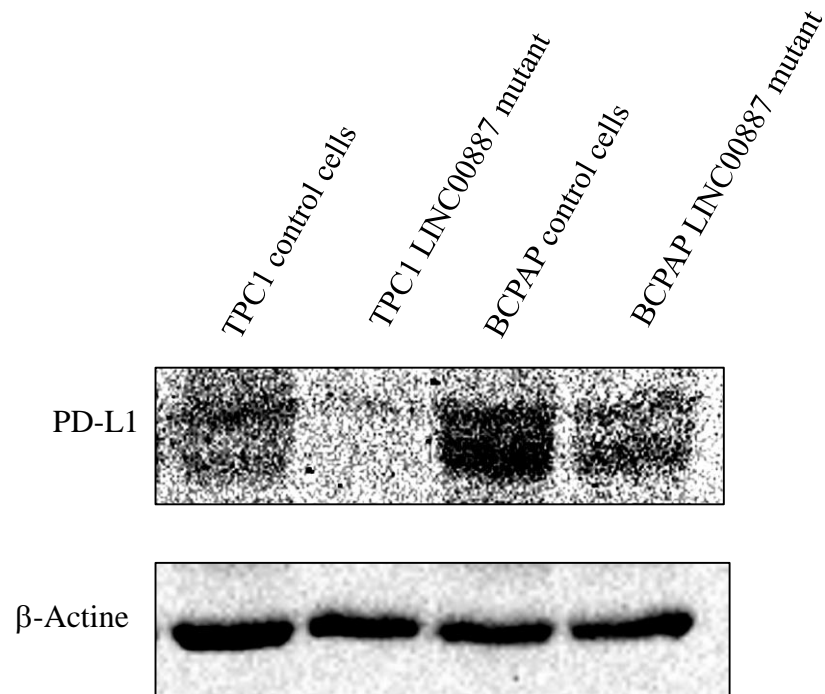 TPC1 control cells
TPC1 LINC00887 mutant
BCPAP control cells
BCPAP LINC00887 mutant
PD-L1
β-Actine